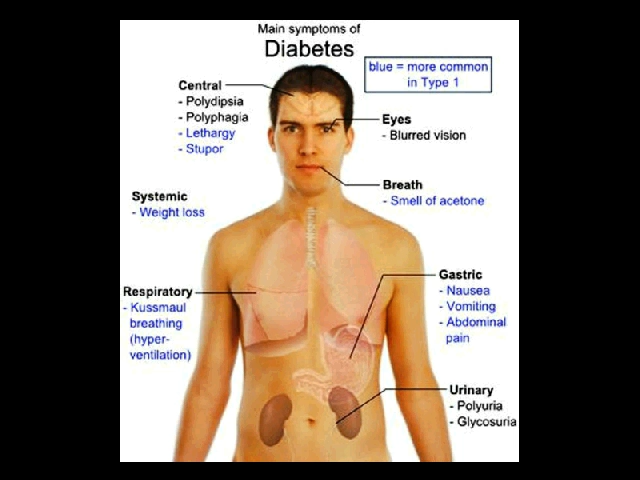 Main symptoms of
Diabetes
blue = more common
in Type 1
Central
- Polydipsia
- Polyphagia
- Lethargy
- Stupor
Eyes
- Blurred vision
Breath
- Smell of acetone
Systemic
- Weight loss
Respiratory
- Kussmaul
breathing
(hyper-
ventilation)
Gastric
- Nausea
- Vomiting
- Abdominal
pain
Urinary
- Polyuria
- Glycosuria